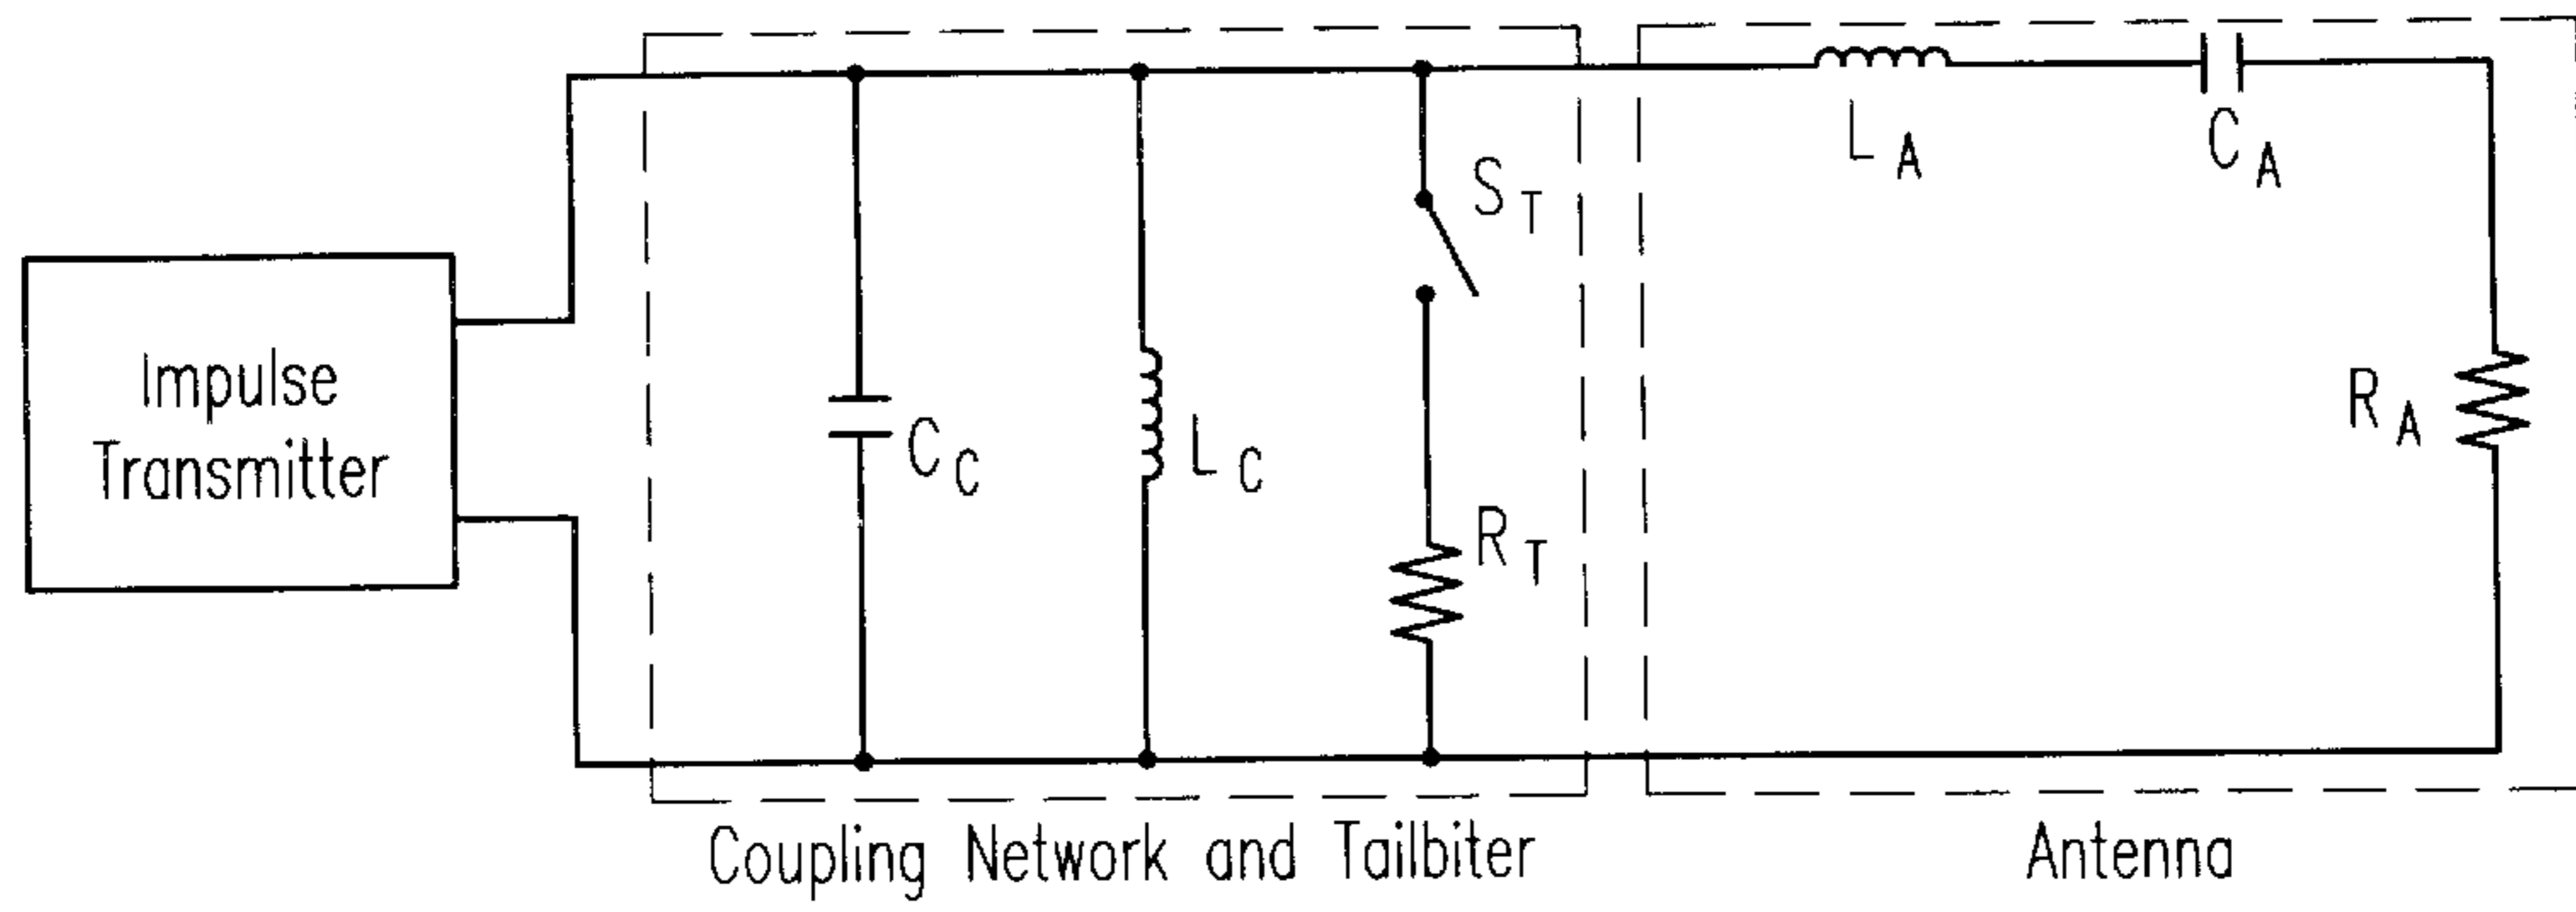 Impulse
Transmitter
C C
L C
S T
R T
L A
C A
R A
Coupling Network and Tailbiter
Antenna